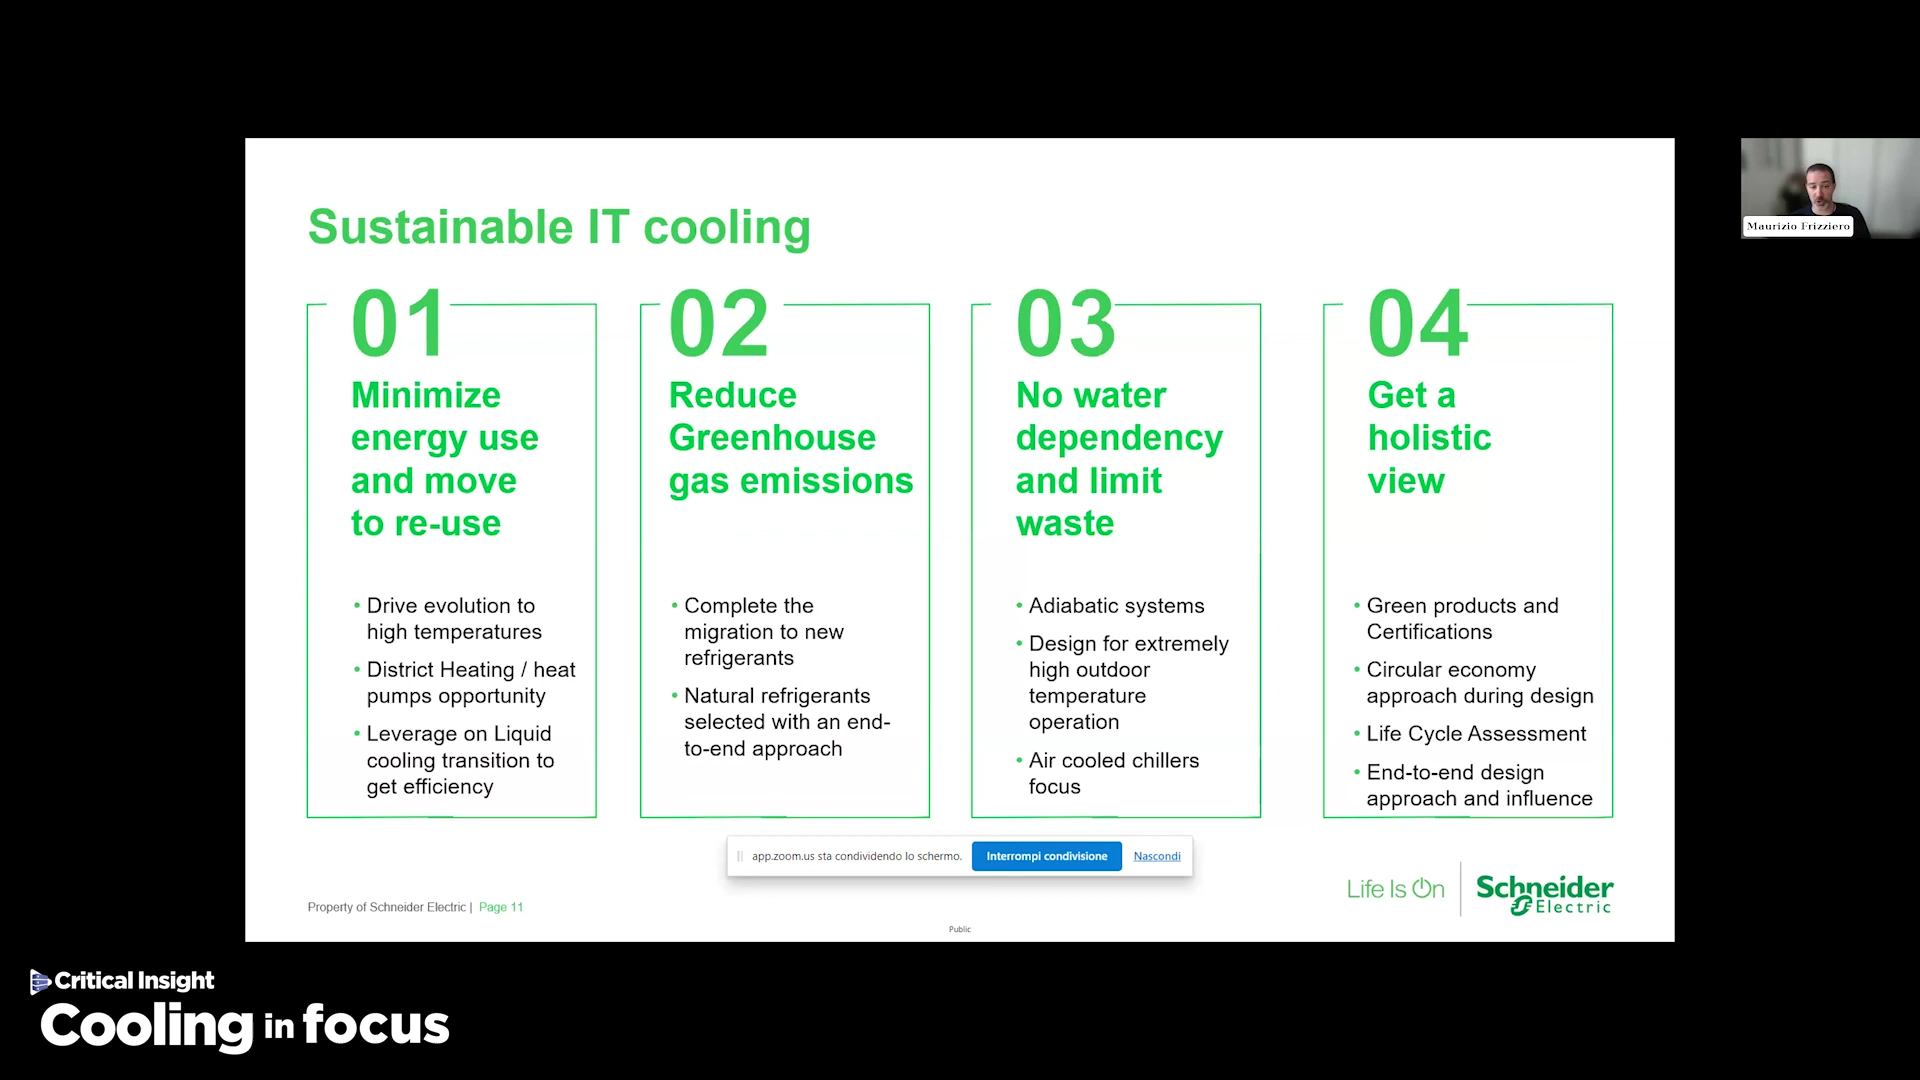 Sustainable IT cooling
01
Minimize
energy use
and move
to re-use
• Drive evolution to
high temperatures
• District Heating / heat
pumps opportunity
• Leverage on Liquid
cooling transition to
get efficiency
02
Reduce
Greenhouse
gas emissions
• Complete the
migration to new
refrigerants
• Natural refrigerants
selected with an end-
to-end approach
03
No water
dependency
and limit
waste
• Adiabatic systems
• Design for extremely
high outdoor
temperature
operation
• Air cooled chillers
focus
04
Get a
holistic
view
• Green products and
Certifications
• Circular economy
approach during design
• Life Cycle Assessment
• End-to-end design
approach and influence
app.zoom.us sta condividendo lo schermo.
Interrompi condivisione
Nascondi
Property of Schneider Electric | Page 11
Public
Life Is On
Schneider
Electric
Maurizio Frizziero
Critical Insight
Cooling in focus